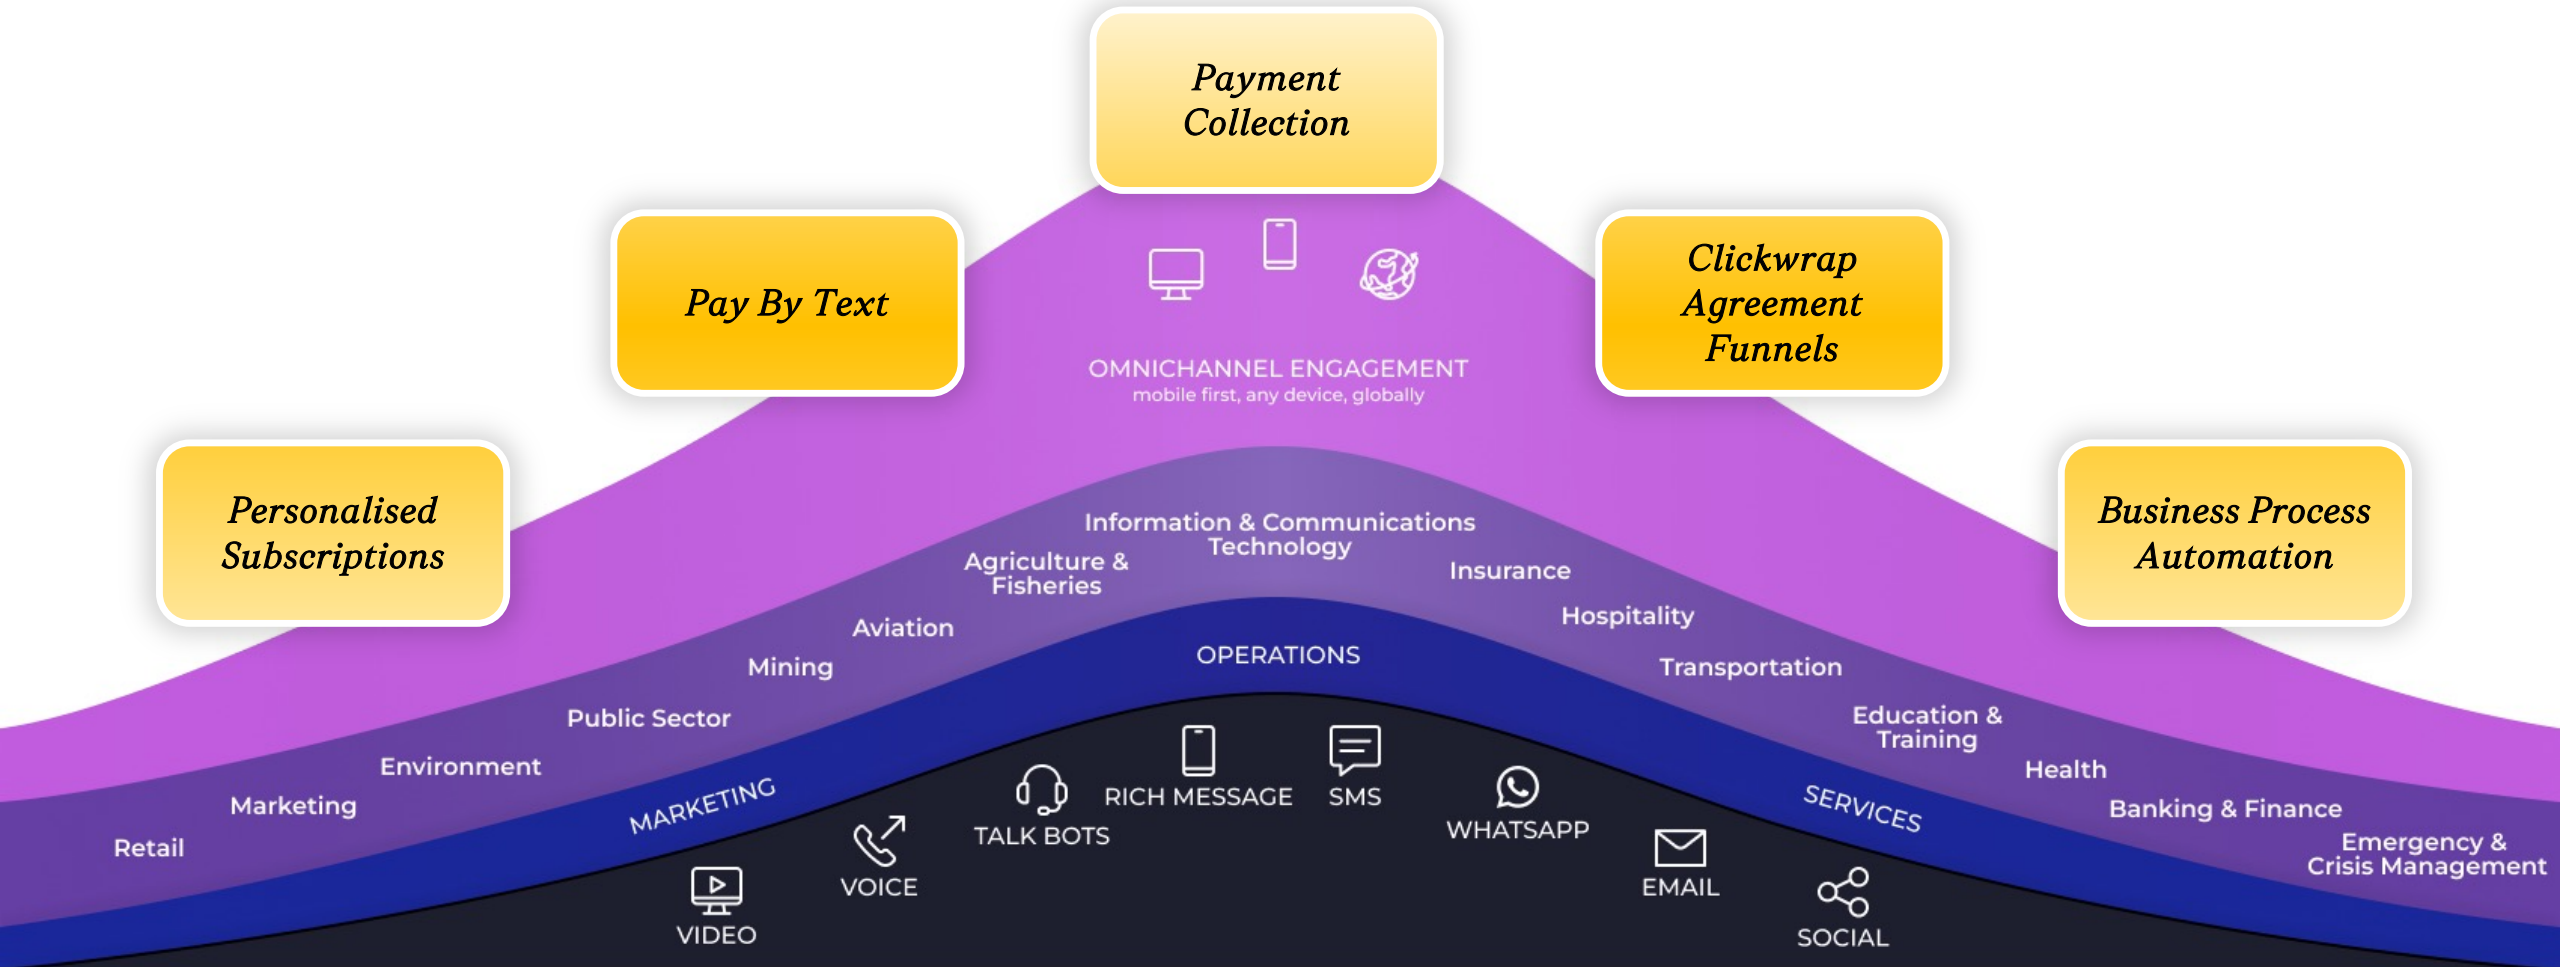 Payment
Collection
Pay By Text
Clickwrap
Agreement
Funnels
Personalised
Subscriptions
Business Process
Automation
OMNICHANNEL ENGAGEMENT
mobile first, any device, globally
Retail
Marketing
Environment
Public Sector
Mining
Aviation
Agriculture &
Fisheries
Information & Communications
Technology
Insurance
Hospitality
Transportation
Education &
Training
Health
Banking & Finance
Emergency &
Crisis Management
MARKETING
OPERATIONS
SERVICES
VIDEO
VOICE
TALK BOTS
RICH MESSAGE
SMS
WHATSAPP
EMAIL
SOCIAL